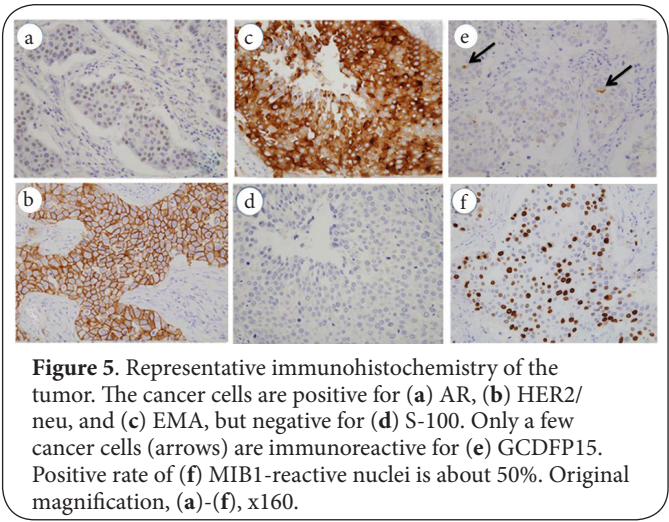 a
c
e
b
d
f
Figure 5. Representative immunohistochemistry of the
tumor. The cancer cells are positive for (a) AR, (b) HER2/
neu, and (c) EMA, but negative for (d) S-100. Only a few
cancer cells (arrows) are immunoreactive for (e) GCDFP15.
Positive rate of (f) MIB1-reactive nuclei is about 50%. Original
magnification, (a)-(f), x160.